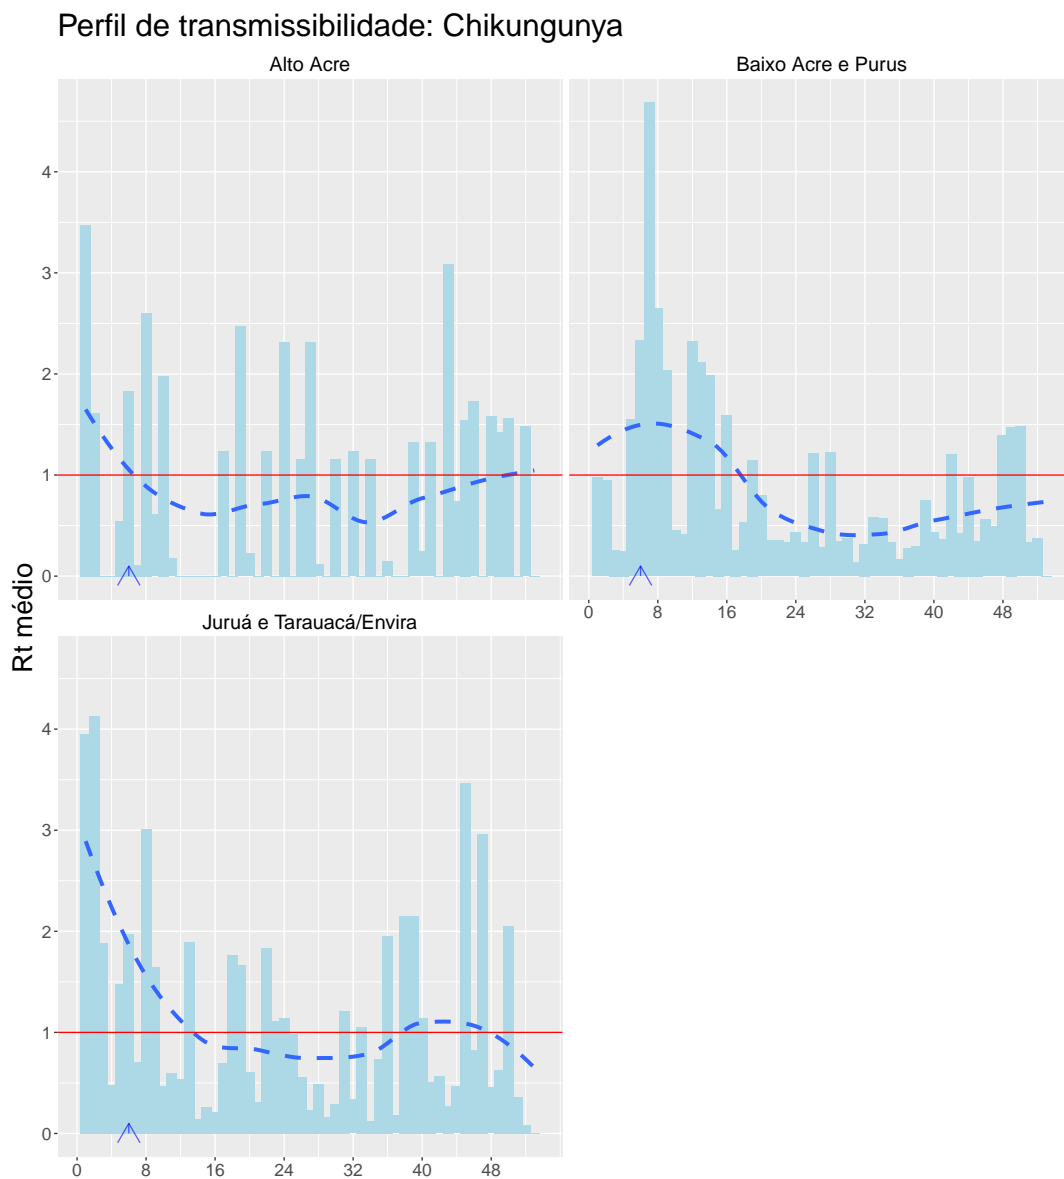 Perfil de transmissibilidade: Chikungunya
Alto Acre
Baixo Acre e Purus
4
3
2
1
0
0 8 16 24 32 40 48
Rt médio
Juruá e Tarauacá/Envira
4
3
2
1
0
0 8 16 24 32 40 48